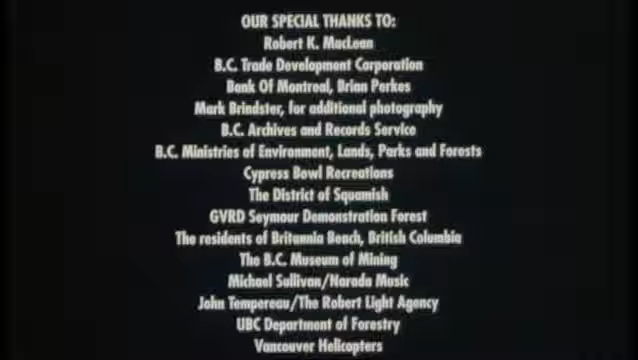 OUR SPECIAL THANKS TO:
Robert K. MacLean
B.C. Trade Development Corporation
Bank Of Montreal, Brian Perkes
Mark Brindster, for additional photography
B.C. Archives and Records Service
B.C. Ministries of Environment, Lands, Parks and Forests
Cypress Bowl Recreations
The District of Squamish
GVRD Seymour Demonstration Forest
The residents of Britannia Beach, British Columbia
The B.C. Museum of Mining
Michael Sullivan/Narada Music
John Tempereau/The Robert Light Agency
UBC Department of Forestry
Vancouver Helicopters